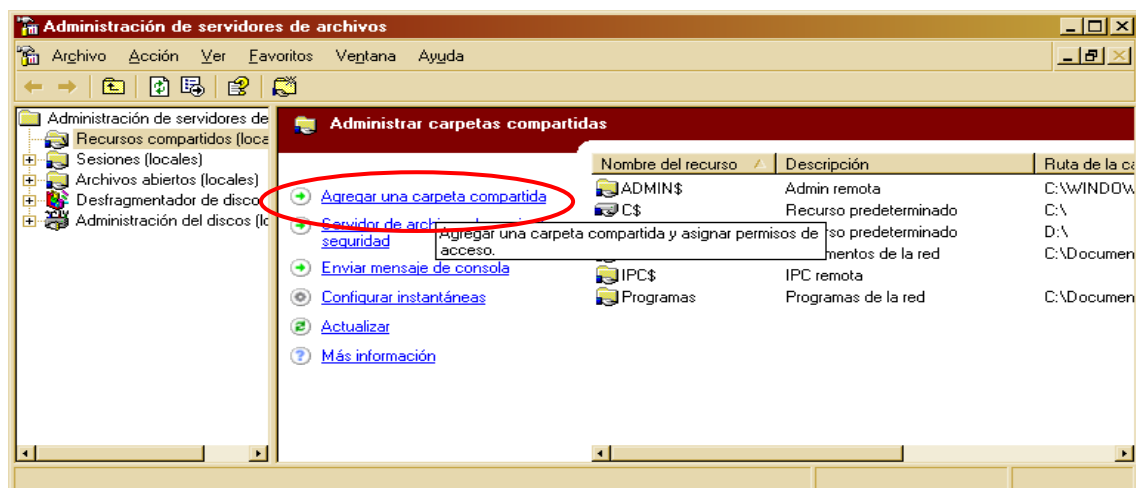 Administración de servidores de archivos
Archivo Acción Ver Favoritos Ventana Ayuda
Administración de servidores de
Recursos compartidos (loca
Sesiones (locales)
Archivos abiertos (locales)
Desfragmentador de disco
Administración del discos (lo
Administrar carpetas compartidas
Agregar una carpeta compartida
Servidor de
seguridad
Enviar mensaje de consola
Configurar instantáneas
Actualizar
Más información
Agregar una carpeta compartida y asignar permisos de
acceso.
Nombre del recurso Descripción Ruta de la ca
ADMIN$ Admin remota C:\WINDOW
C$ Recurso predeterminado C:\
so predeterminado D:\
mentos de la red C:\Documen
IPC$ IPC remota
Programas Programas de la red C:\Documen